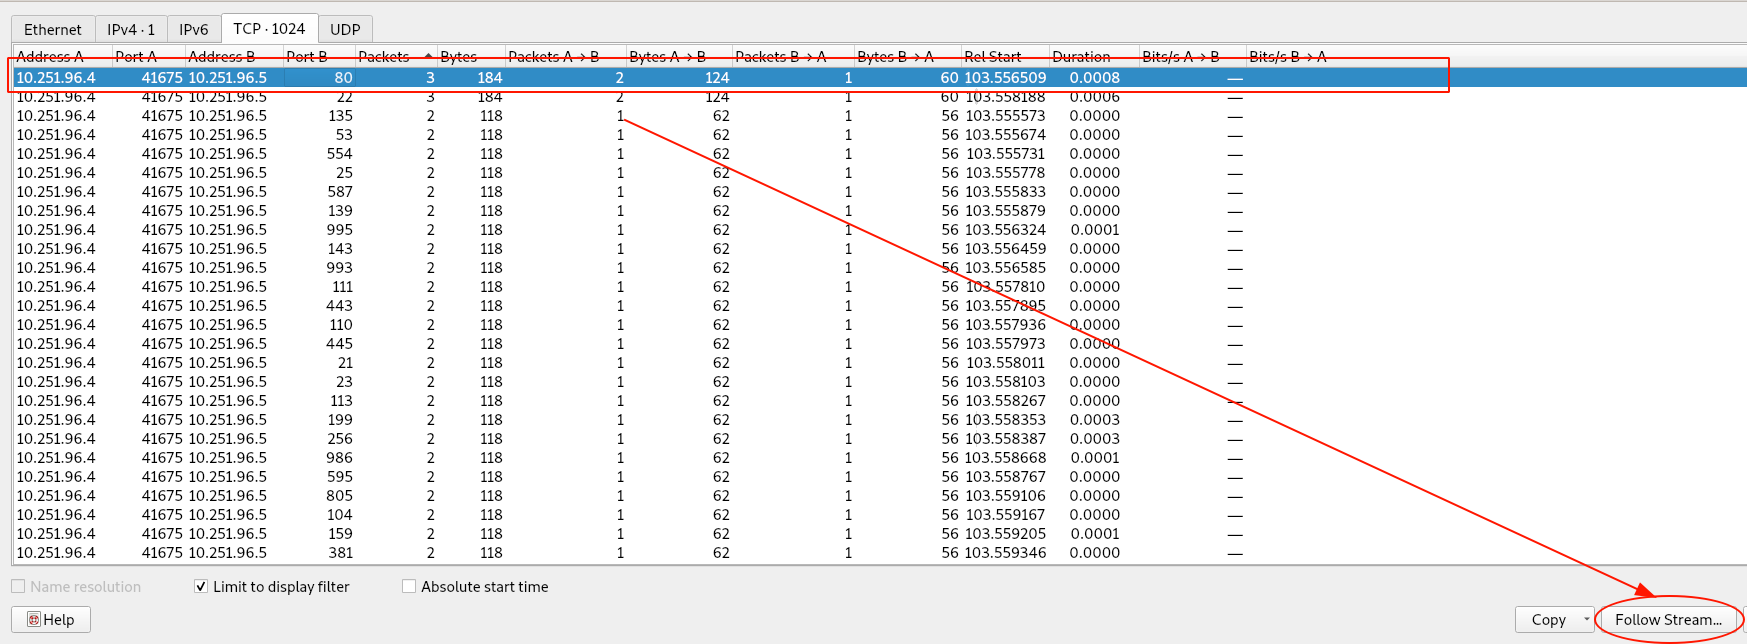 Ethernet IPv4 · 1 IPv6 TCP · 1024 UDP
Address A Port A Address B Port B Packets Bytes Packets A → B Bytes A → B Packets B → A Bytes B → A Rel Start Duration Bits/s A → B Bits/s B → A
10.251.96.4 41675 10.251.96.5 80 3 184 2 124 1 60 103.556509 0.0008 —
10.251.96.4 41675 10.251.96.5 22 3 184 2 124 1 60 103.558188 0.0006 —
10.251.96.4 41675 10.251.96.5 135 2 118 1 62 1 56 103.555573 0.0000 —
10.251.96.4 41675 10.251.96.5 53 2 118 1 62 1 56 103.555674 0.0000 —
10.251.96.4 41675 10.251.96.5 554 2 118 1 62 1 56 103.555731 0.0000 —
10.251.96.4 41675 10.251.96.5 25 2 118 1 62 1 56 103.555778 0.0000 —
10.251.96.4 41675 10.251.96.5 587 2 118 1 62 1 56 103.555833 0.0000 —
10.251.96.4 41675 10.251.96.5 139 2 118 1 62 1 56 103.555879 0.0000 —
10.251.96.4 41675 10.251.96.5 995 2 118 1 62 1 56 103.556324 0.0001 —
10.251.96.4 41675 10.251.96.5 143 2 118 1 62 1 56 103.556459 0.0000 —
10.251.96.4 41675 10.251.96.5 993 2 118 1 62 1 56 103.556585 0.0000 —
10.251.96.4 41675 10.251.96.5 111 2 118 1 62 1 56 103.557810 0.0000 —
10.251.96.4 41675 10.251.96.5 443 2 118 1 62 1 56 103.557895 0.0000 —
10.251.96.4 41675 10.251.96.5 110 2 118 1 62 1 56 103.557936 0.0000 —
10.251.96.4 41675 10.251.96.5 445 2 118 1 62 1 56 103.557973 0.0000 —
10.251.96.4 41675 10.251.96.5 21 2 118 1 62 1 56 103.558011 0.0000 —
10.251.96.4 41675 10.251.96.5 23 2 118 1 62 1 56 103.558103 0.0000 —
10.251.96.4 41675 10.251.96.5 113 2 118 1 62 1 56 103.558267 0.0000 —
10.251.96.4 41675 10.251.96.5 199 2 118 1 62 1 56 103.558353 0.0003 —
10.251.96.4 41675 10.251.96.5 256 2 118 1 62 1 56 103.558387 0.0003 —
10.251.96.4 41675 10.251.96.5 986 2 118 1 62 1 56 103.558668 0.0001 —
10.251.96.4 41675 10.251.96.5 595 2 118 1 62 1 56 103.558767 0.0000 —
10.251.96.4 41675 10.251.96.5 805 2 118 1 62 1 56 103.559106 0.0000 —
10.251.96.4 41675 10.251.96.5 104 2 118 1 62 1 56 103.559167 0.0000 —
10.251.96.4 41675 10.251.96.5 159 2 118 1 62 1 56 103.559205 0.0001 —
10.251.96.4 41675 10.251.96.5 381 2 118 1 62 1 56 103.559346 0.0000 —
Name resolution Limit to display filter Absolute start time
Help Copy Follow Stream...